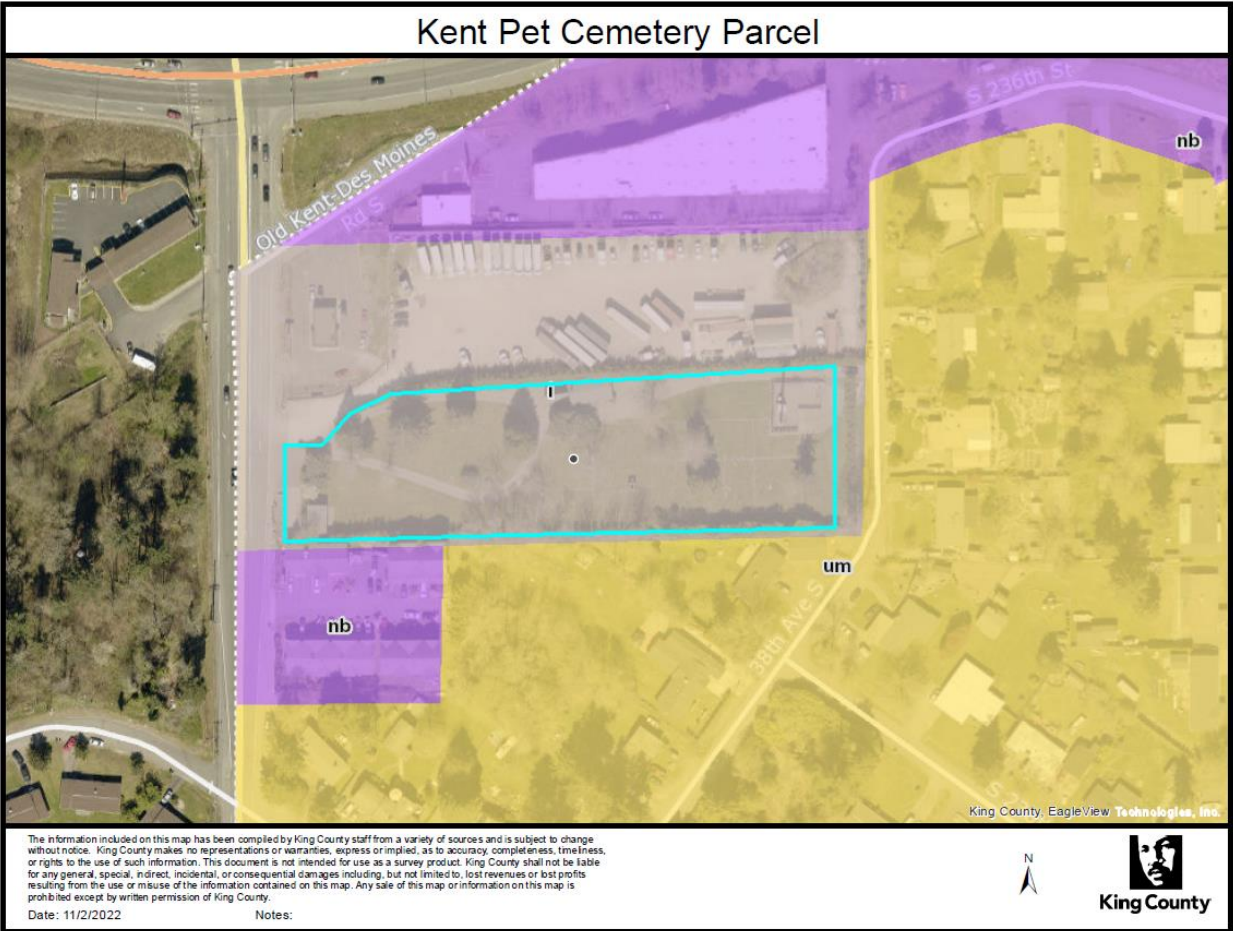 Kent Pet Cemetery Parcel
S 236th St
nb
Old Kent-Des Moines
Rd S
i
um
nb
38th Ave S
King County, EagleView Technologies, Inc.
The information included on this map has been compiled by King County staff from a variety of sources and is subject to change
without notice. King County makes no representations or warranties, express or implied, as to accuracy, completeness, timeliness,
or rights to the use of such information. This document is not intended for use as a survey product. King County shall not be liable
for any general, special, indirect, incidental, or consequential damages including, but not limited to, lost revenues or lost profits
resulting from the use or misuse of the information contained on this map. Any sale of this map or information on this map is
prohibited except by written permission of King County.
Date: 11/2/2022 Notes:
N
King County